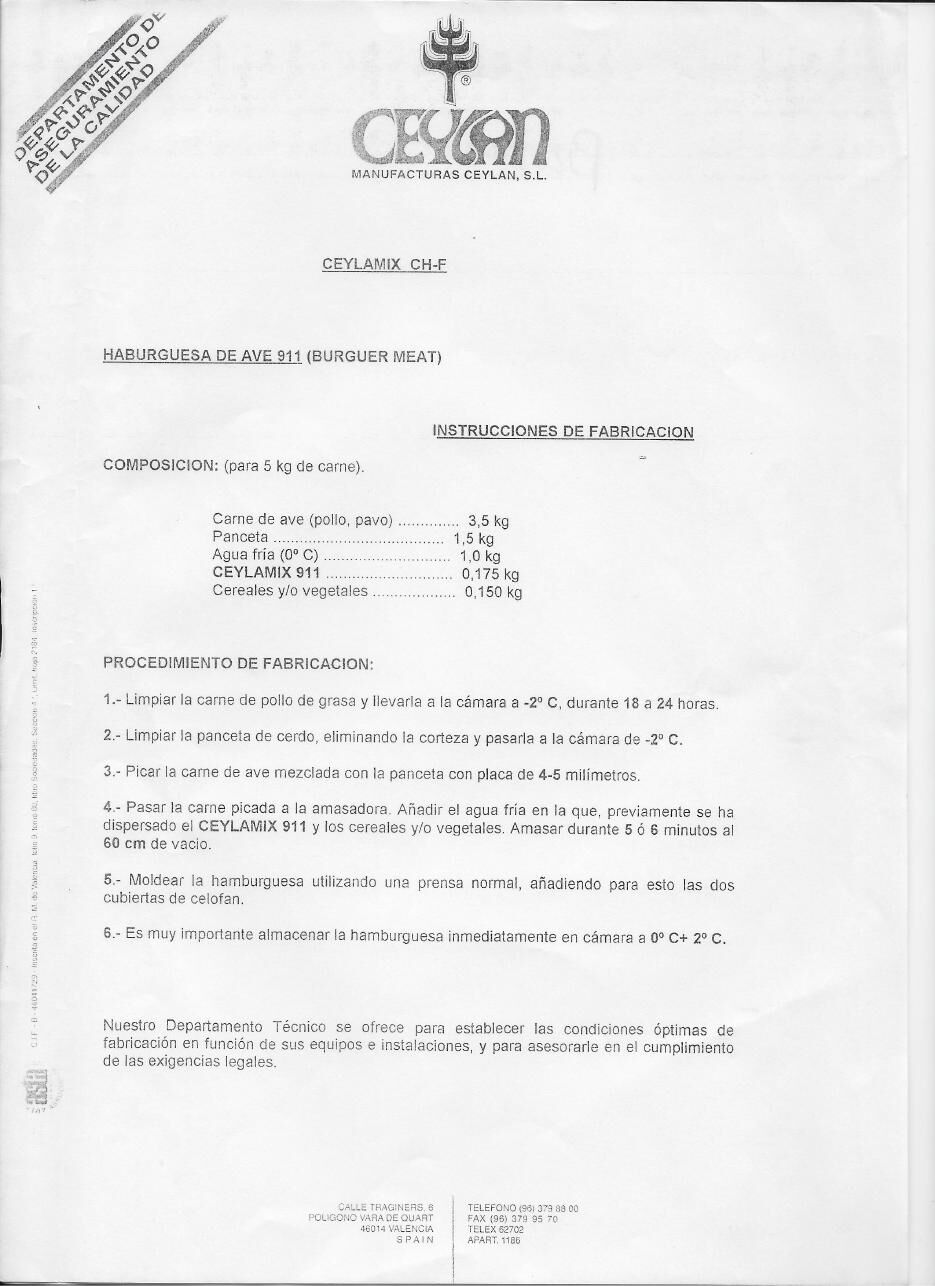 DEPARTAMENTO DE
ASEGURAMIENTO
DE LA CALIDAD
®
CEYLAN
MANUFACTURAS CEYLAN, S.L.
CEYLAMIX CH-F
HABURGUESA DE AVE 911 (BURGUER MEAT)
INSTRUCCIONES DE FABRICACION
COMPOSICION: (para 5 kg de carne).
Carne de ave (pollo, pavo) .............. 3,5 kg
Panceta ....................................... 1,5 kg
Agua fría (0º C) ............................. 1,0 kg
CEYLAMIX 911 ............................. 0,175 kg
Cereales y/o vegetales ................... 0,150 kg
PROCEDIMIENTO DE FABRICACION:
1.- Limpiar la carne de pollo de grasa y llevarla a la cámara a -2º C, durante 18 a 24 horas.
2.- Limpiar la panceta de cerdo, eliminando la corteza y pasarla a la cámara de -2º C.
3.- Picar la carne de ave mezclada con la panceta con placa de 4-5 milímetros.
4.- Pasar la carne picada a la amasadora. Añadir el agua fría en la que, previamente se ha
dispersado el CEYLAMIX 911 y los cereales y/o vegetales. Amasar durante 5 ó 6 minutos al
60 cm de vacio.
5.- Moldear la hamburguesa utilizando una prensa normal, añadiendo para esto las dos
cubiertas de celofan.
6.- Es muy importante almacenar la hamburguesa inmediatamente en cámara a 0º C+ 2º C.
Nuestro Departamento Técnico se ofrece para establecer las condiciones óptimas de
fabricación en función de sus equipos e instalaciones, y para asesorarle en el cumplimiento
de las exigencias legales.
C.I.F. - B - 46041729 - Inscrita en el R. M. de Valencia, libro Sociedades, Sección
CALLE TRAGINERS, 6
POLIGONO VARA DE QUART
46014 VALENCIA
SPAIN
TELEFONO (96) 379 88 00
FAX (96) 379 95 70
TELEX 62702
APART. 1186